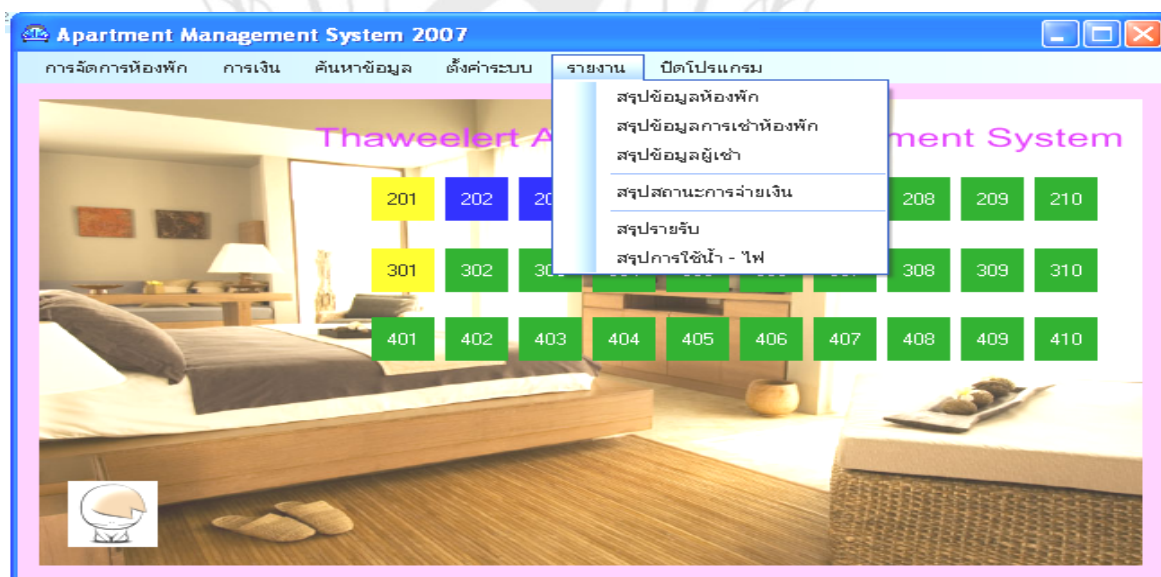 Apartment Management System 2007
การจัดการห้องพัก การเงิน ค้นหาข้อมูล ตั้งค่าระบบ รายงาน ปิดโปรแกรม
สรุปข้อมูลห้องพัก
สรุปข้อมูลการเช่าห้องพัก
สรุปข้อมูลผู้เช่า
สรุปสถานะการจ่ายเงิน
สรุปรายรับ
สรุปการใช้น้ำ - ไฟ
Thaweelert System
201 202 208 209 210
301 302 308 309 310
401 402 403 404 405 406 407 408 409 410